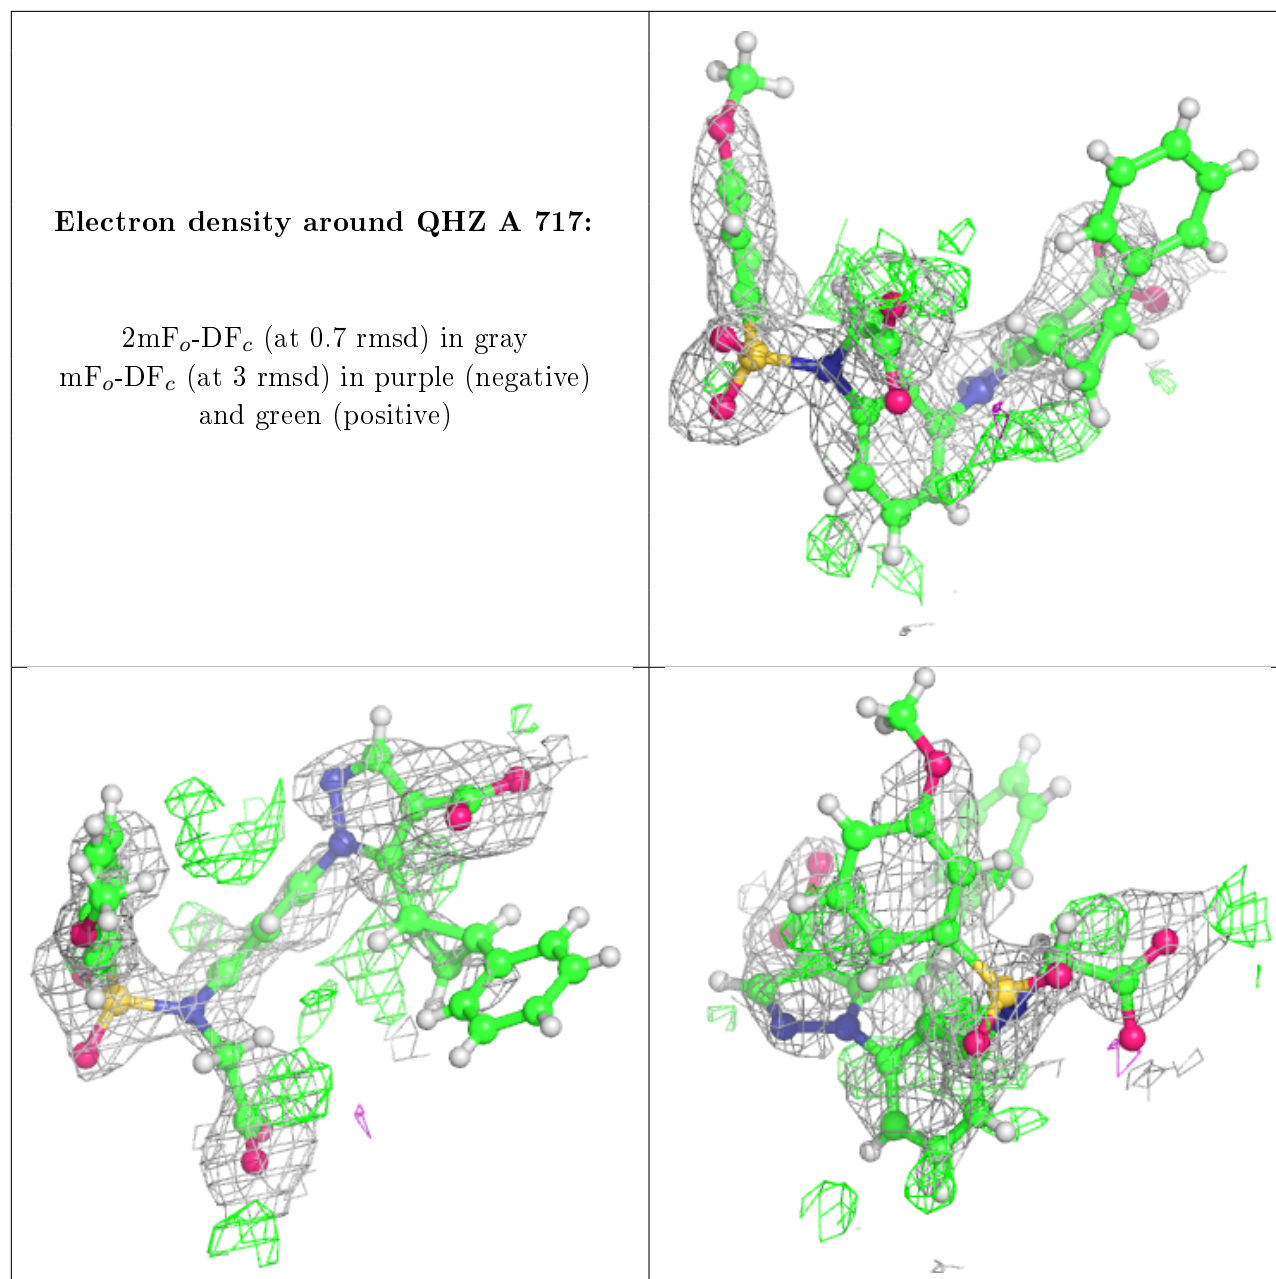 Electron density around QHZ A 717:
2mFo-DFc (at 0.7 rmsd) in gray
mFo-DFc (at 3 rmsd) in purple (negative)
and green (positive)